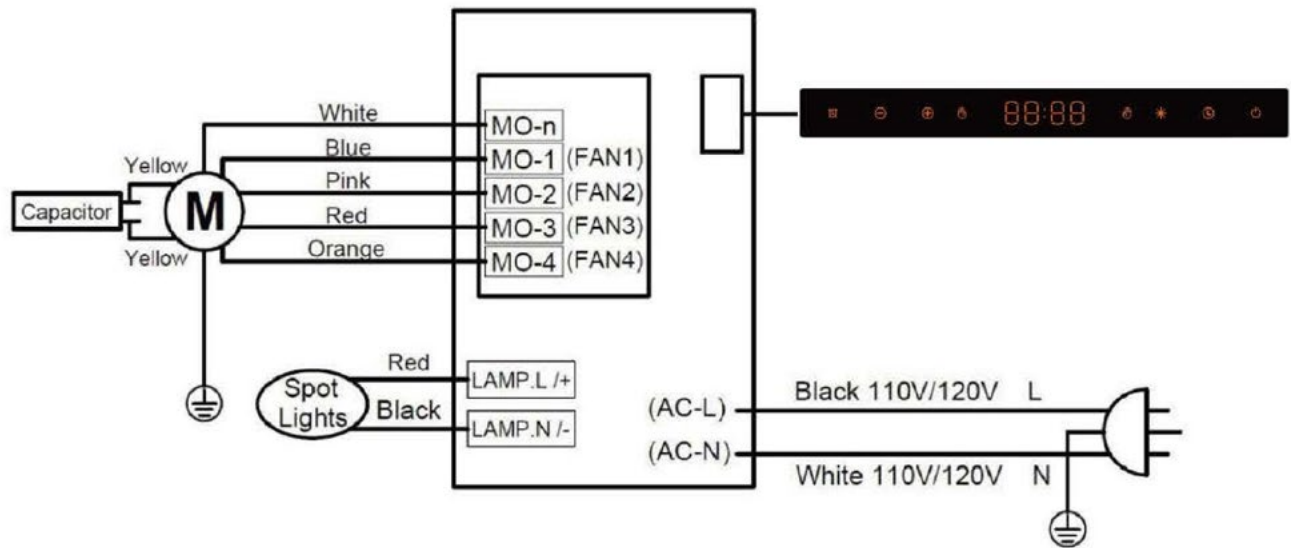 White
MO-n
Blue
MO-1 (FAN1)
Yellow
Pink
MO-2 (FAN2)
Capacitor
M
Red
MO-3 (FAN3)
Yellow
Orange
MO-4 (FAN4)
88:88
Red
LAMP.L /+
Spot
Lights
Black
LAMP.N /-
(AC-L)
Black 110V/120V L
(AC-N)
White 110V/120V N